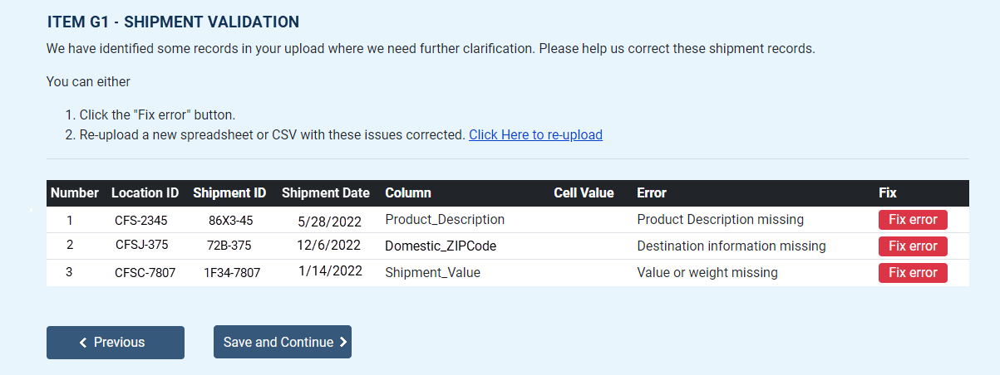 ITEM G1 - SHIPMENT VALIDATION
We have identified some records in your upload where we need further clarification. Please help us correct these shipment records.
You can either
1. Click the "Fix error" button.
2. Re-upload a new spreadsheet or CSV with these issues corrected. Click Here to re-upload
Number Location ID Shipment ID Shipment Date Column Cell Value Error Fix
1 CFS-2345 86X3-45 5/28/2022 Product_Description Product Description missing Fix error
2 CFSJ-375 72B-375 12/6/2022 Domestic_ZIPCode Destination information missing Fix error
3 CFSC-7807 1F34-7807 1/14/2022 Shipment_Value Value or weight missing Fix error
Previous Save and Continue